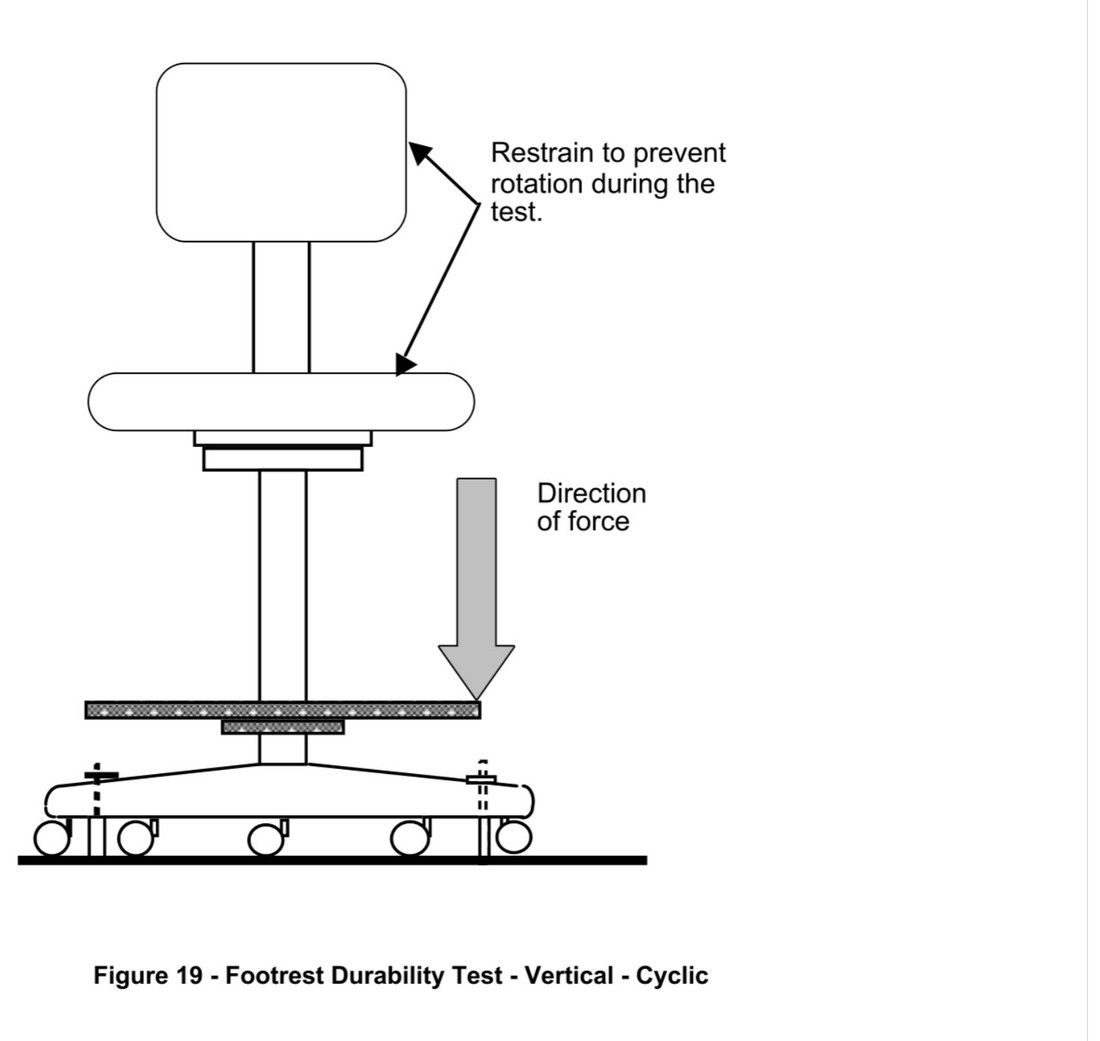 Restrain to prevent
rotation during the
test.
Direction
of force
Figure 19 - Footrest Durability Test - Vertical - Cyclic